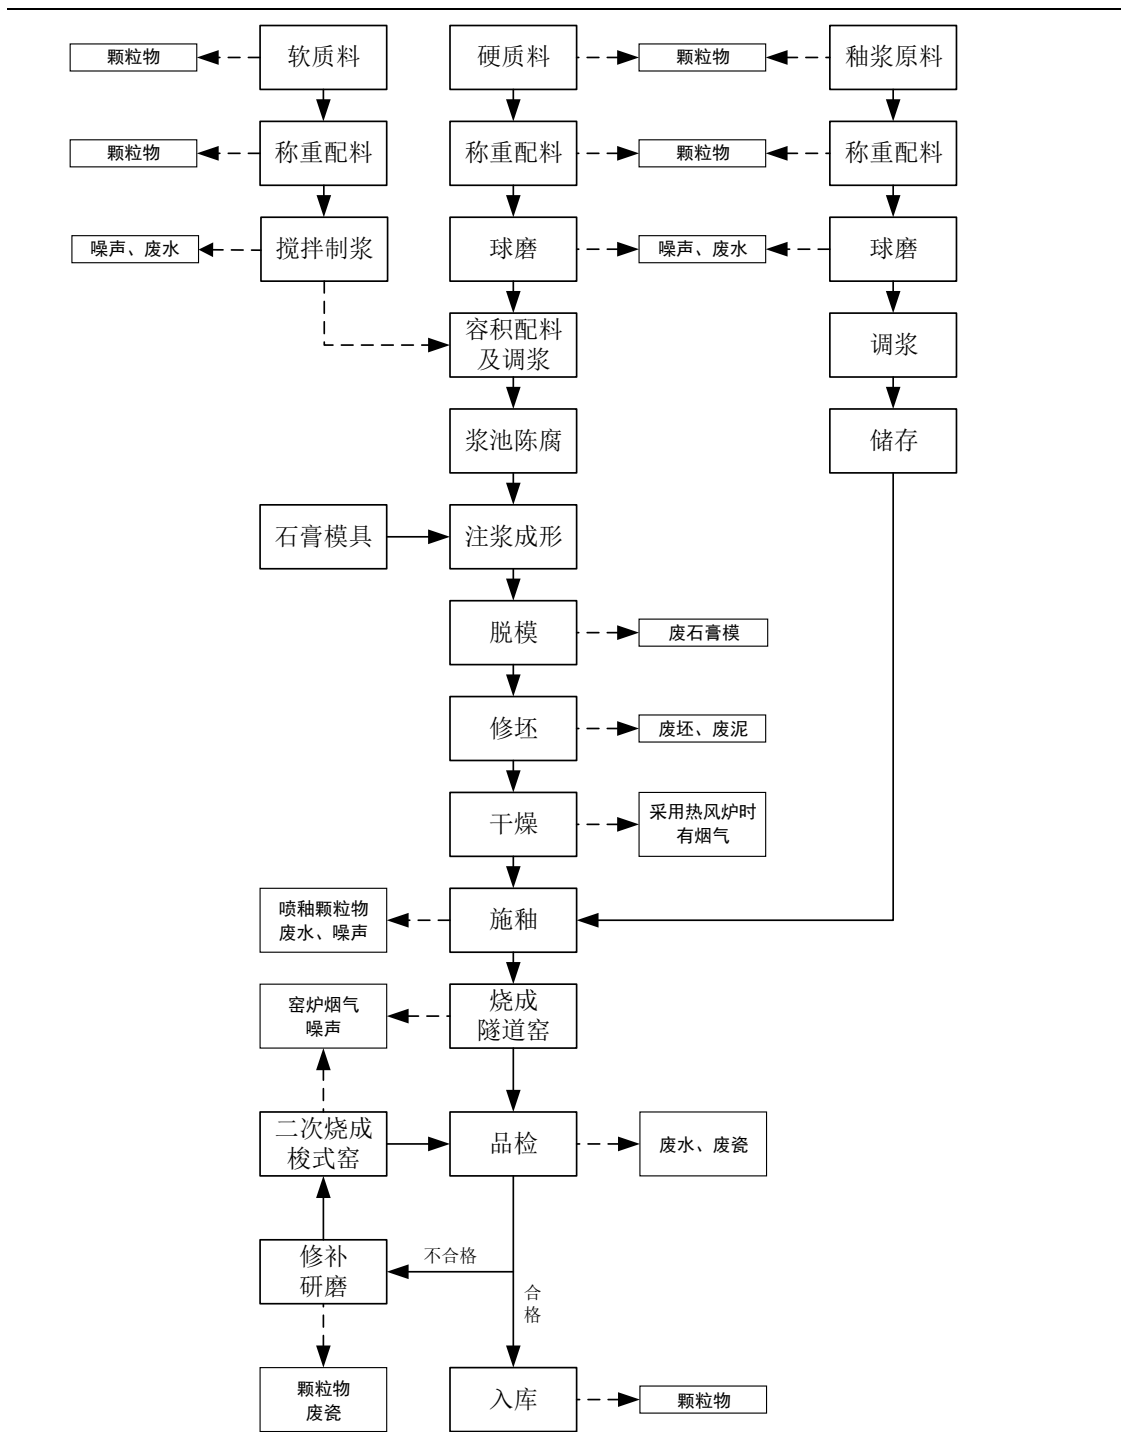 颗粒物
软质料
硬质料
颗粒物
釉浆原料
颗粒物
称重配料
称重配料
颗粒物
称重配料
噪声、废水
搅拌制浆
球磨
噪声、废水
球磨
容积配料
及调浆
调浆
浆池陈腐
储存
石膏模具
注浆成形
脱模
废石膏模
修坯
废坯、废泥
干燥
采用热风炉时
有烟气
喷釉颗粒物
废水、噪声
施釉
窑炉烟气
噪声
烧成
隧道窑
二次烧成
梭式窑
品检
废水、废瓷
修补
研磨
不合格
合
格
颗粒物
废瓷
入库
颗粒物